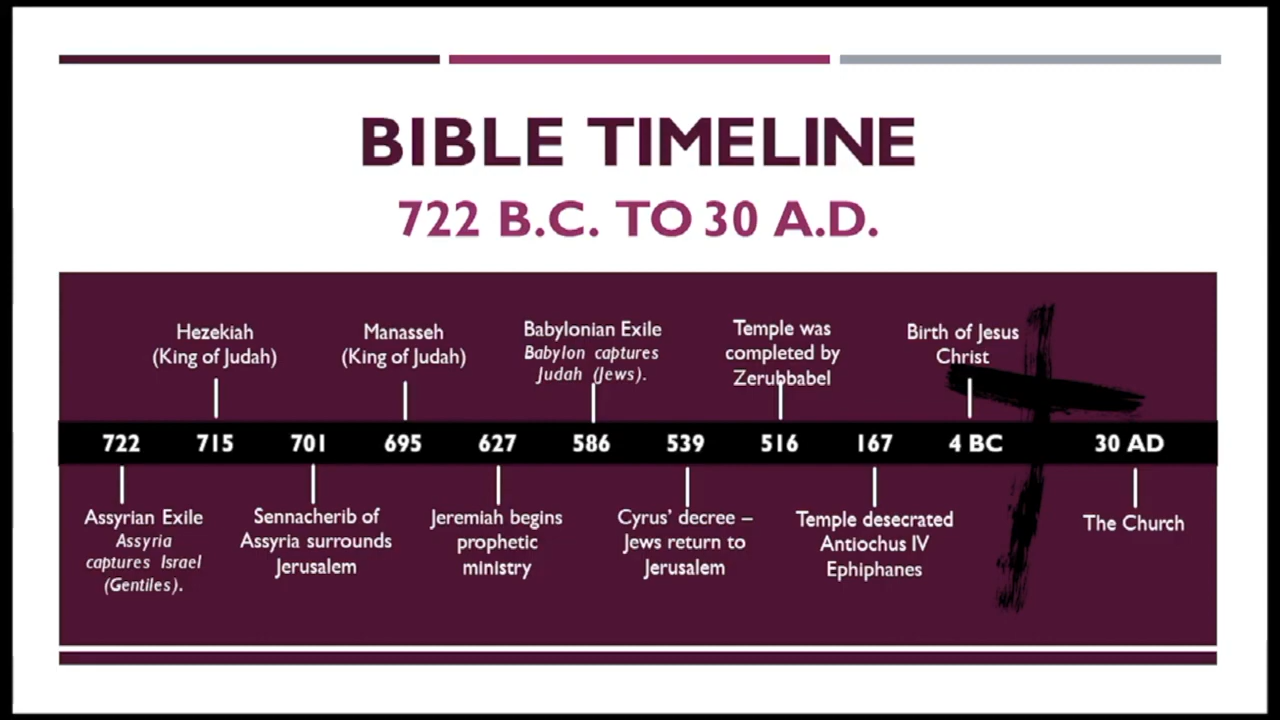 BIBLE TIMELINE
722 B.C. TO 30 A.D.
Hezekiah
(King of Judah)
Manasseh
(King of Judah)
Babylonian Exile
Babylon captures
Judah (Jews).
Temple was
completed by
Zerubbabel
Birth of Jesus
Christ
722 715 701 695 627 586 539 516 167 4 BC 30 AD
Assyrian Exile
Assyria
captures Israel
(Gentiles).
Sennacherib of
Assyria surrounds
Jerusalem
Jeremiah begins
prophetic
ministry
Cyrus' decree –
Jews return to
Jerusalem
Temple desecrated
Antiochus IV
Ephiphanes
The Church